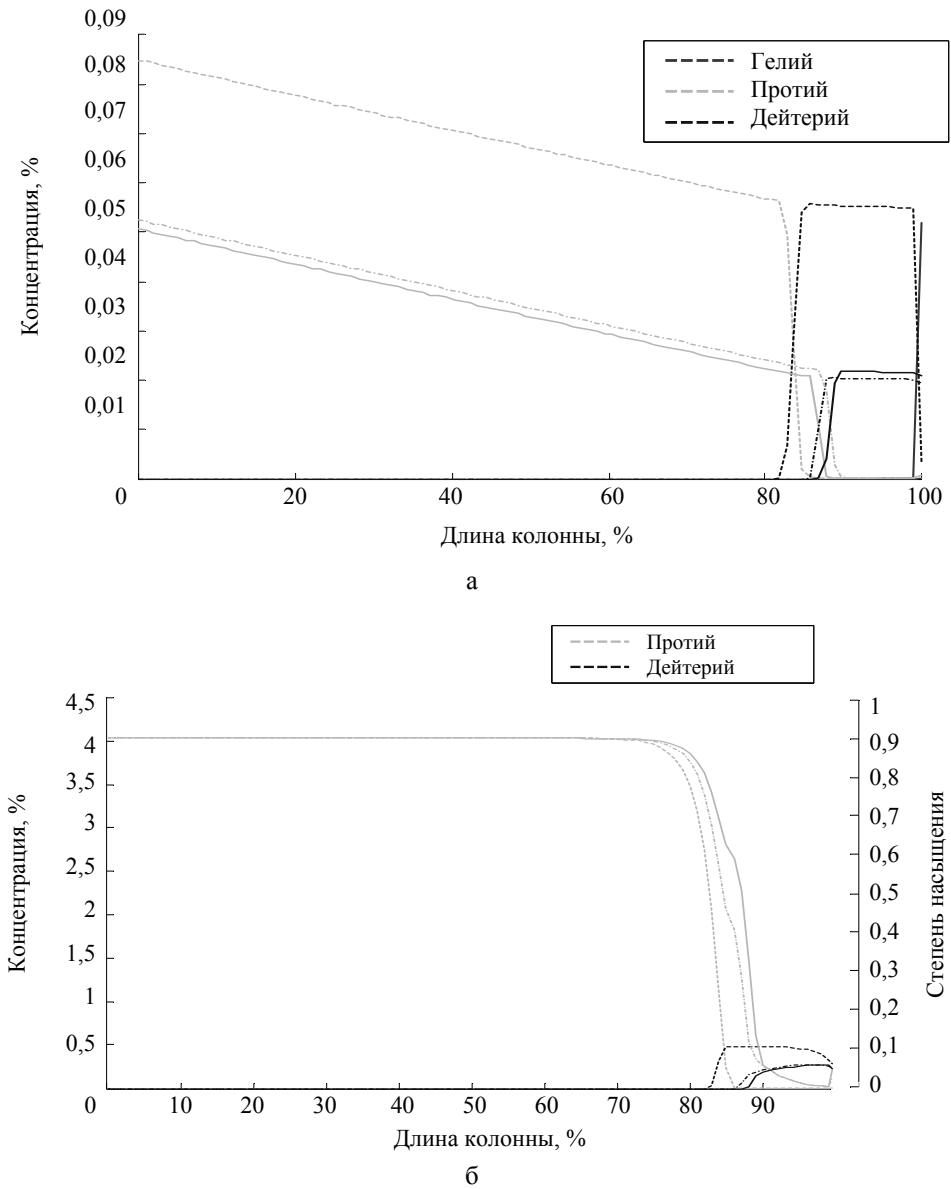 0,09
0,08
0,07
0,06
0,05
0,04
0,03
0,02
0,01
Концентрация, %
Гелий
Протий
Дейтерий
0 20 40 60 80 100
Длина колонны, %
а
Протий
Дейтерий
4,5
4
3,5
3
2,5
2
1,5
1
0,5
Концентрация, %
1
0,9
0,8
0,7
0,6
0,5
0,4
0,3
0,2
0,1
0
Степень насыщения
0 10 20 30 40 50 60 70 80 90
Длина колонны, %
б